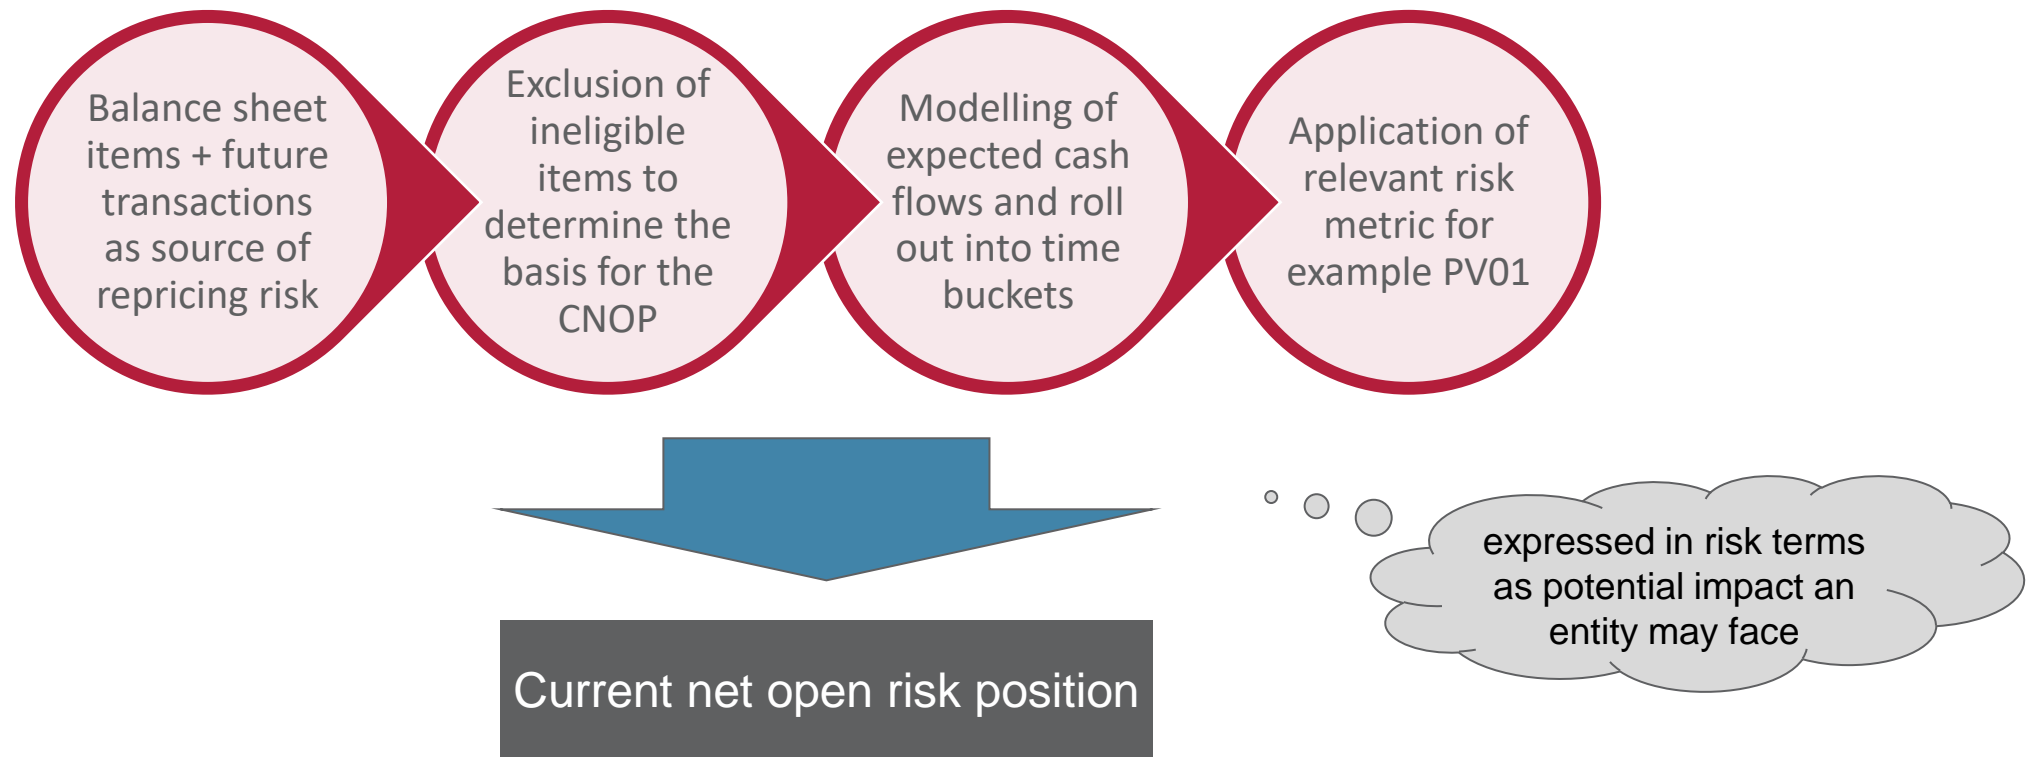 Balance sheet
items + future
transactions
as source of
repricing risk
Exclusion of
ineligible
items to
determine the
basis for the
CNOP
Modelling of
expected cash
flows and roll
out into time
buckets
Application of
relevant risk
metric for
example PV01
expressed in risk terms
as potential impact an
entity may face
Current net open risk position